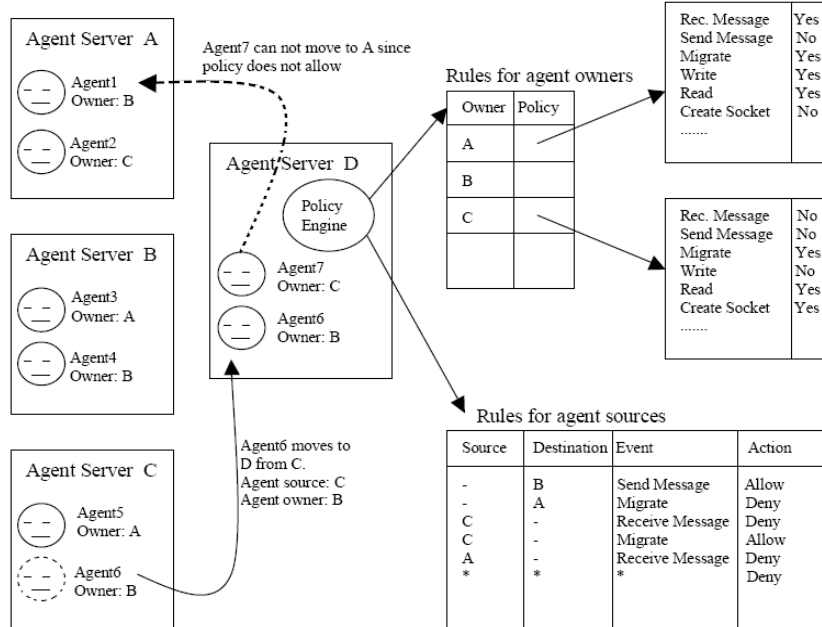 Agent Server A
Agent1
Owner: B
Agent2
Owner: C
Agent7 can not move to A since
policy does not allow
Agent Server B
Agent3
Owner: A
Agent4
Owner: B
Agent Server C
Agent5
Owner: A
Agent6
Owner: B
Agent Server D
Policy
Engine
Agent7
Owner: C
Agent6
Owner: B
Agent6 moves to
D from C.
Agent source: C
Agent owner: B
Rules for agent owners
Owner Policy
A
B
C
Rec. Message Yes
Send Message No
Migrate Yes
Write Yes
Read Yes
Create Socket No
.......
Rec. Message No
Send Message No
Migrate Yes
Write No
Read Yes
Create Socket Yes
.......
Rules for agent sources
Source Destination Event Action
- B Send Message Allow
- A Migrate Deny
C - Receive Message Deny
C - Migrate Allow
A - Receive Message Deny
* * * Deny